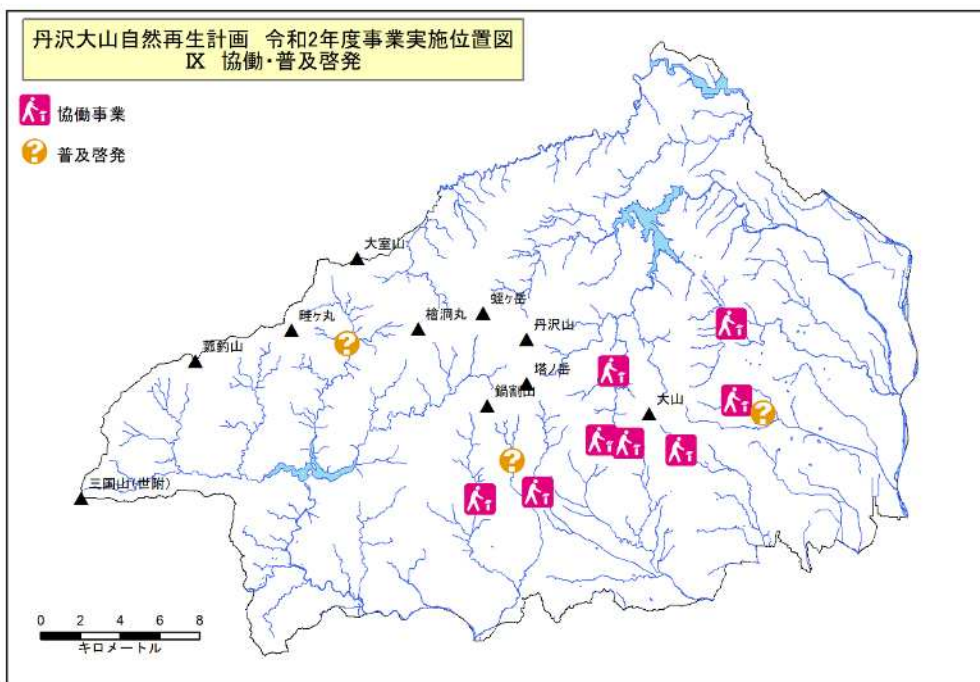 丹沢大山自然再生計画 令和2年度事業実施位置図
Ⅸ 協働・普及啓発
協働事業
普及啓発
大室山
蛭ヶ岳
畦ヶ丸
檜洞丸
丹沢山
菰釣山
塔ノ岳
鍋割山
大山
三国山(世附)
0 2 4 6 8
キロメートル